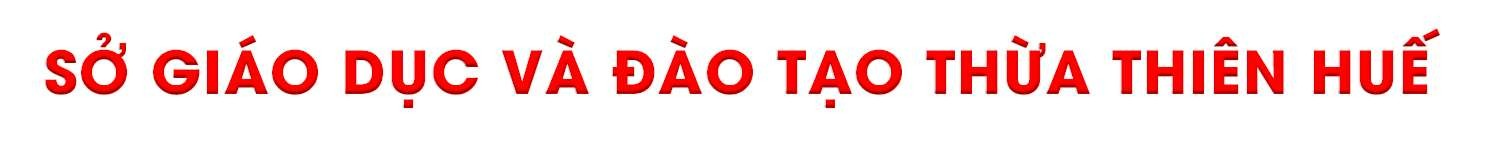 SỞ GIÁO DỤC VÀ ĐÀO TẠO THỪA THIÊN HUẾ